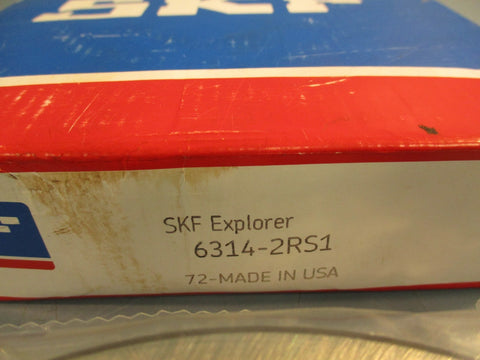 SKF
SKF Explorer
6314-2RS1
72-MADE IN USA